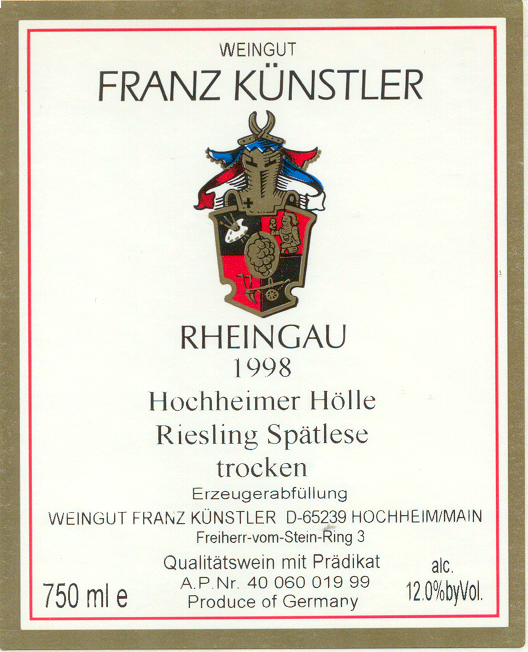 WEINGUT
FRANZ KÜNSTLER
RHEINGAU
1998
Hochheimer Hölle
Riesling Spätlese
trocken
Erzeugerabfüllung
WEINGUT FRANZ KÜNSTLER D-65239 HOCHHEIM/MAIN
Freiherr-vom-Stein-Ring 3
Qualitätswein mit Prädikat
A.P.Nr. 40 060 019 99
Produce of Germany
750 ml e
alc.
12.0%byVol.